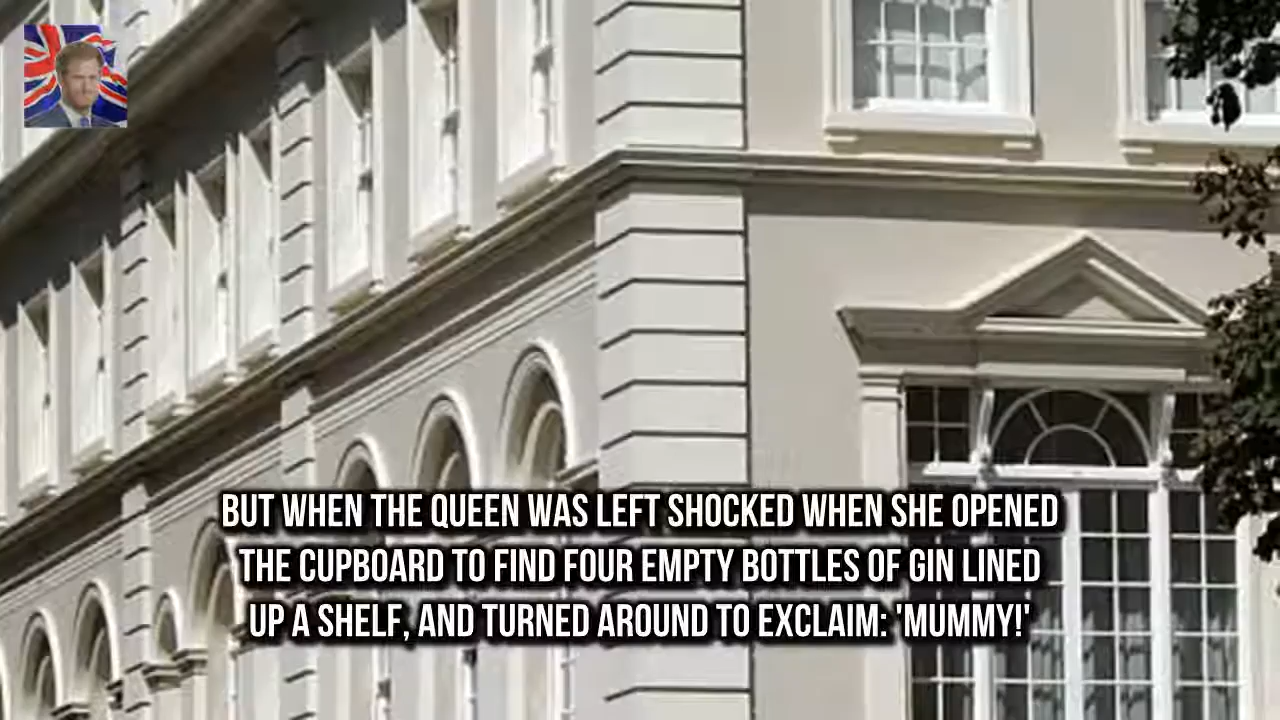 BUT WHEN THE QUEEN WAS LEFT SHOCKED WHEN SHE OPENED
THE CUPBOARD TO FIND FOUR EMPTY BOTTLES OF GIN LINED
UP A SHELF, AND TURNED AROUND TO EXCLAIM: 'MUMMY!'